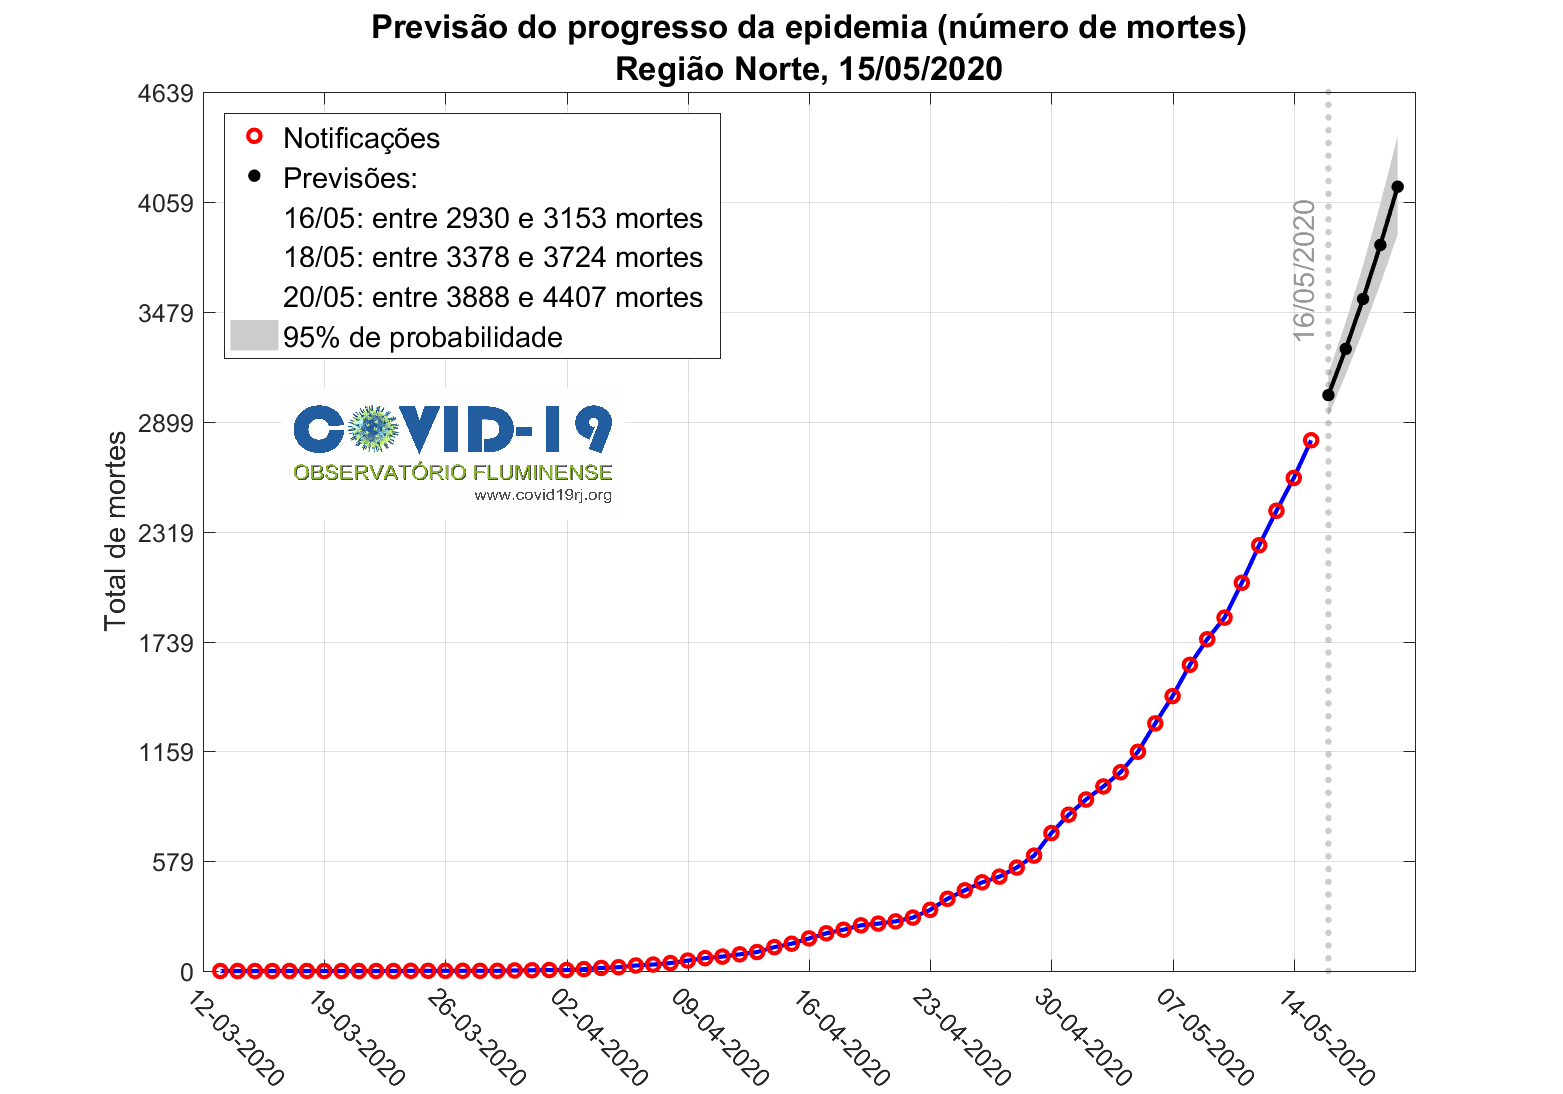 Previsão do progresso da epidemia (número de mortes)
Região Norte, 15/05/2020
4639
4059
3479
2899
2319
1739
1159
579
0
Total de mortes
Notificações
Previsões:
16/05: entre 2930 e 3153 mortes
18/05: entre 3378 e 3724 mortes
20/05: entre 3888 e 4407 mortes
95% de probabilidade
COVID-19
OBSERVATÓRIO FLUMINENSE
www.covid19rj.org
16/05/2020
12-03-2020
19-03-2020
26-03-2020
02-04-2020
09-04-2020
16-04-2020
23-04-2020
30-04-2020
07-05-2020
14-05-2020